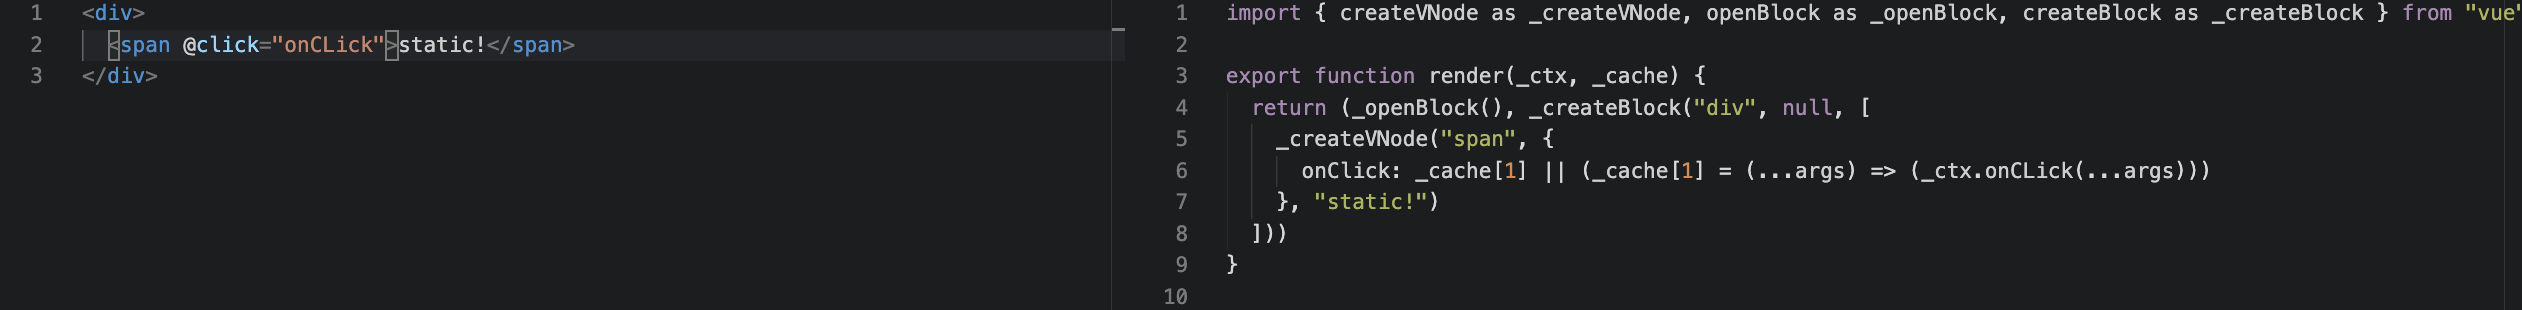 1 <div>
2 <span @click="onCLick">static!</span>
3 </div>
1 import { createVNode as _createVNode, openBlock as _openBlock, createBlock as _createBlock } from "vue"
2
3 export function render(_ctx, _cache) {
4 return (_openBlock(), _createBlock("div", null, [
5 _createVNode("span", {
6 onClick: _cache[1] || (_cache[1] = (...args) => (_ctx.onCLick(...args)))
7 }, "static!")
8 ]))
9 }
10